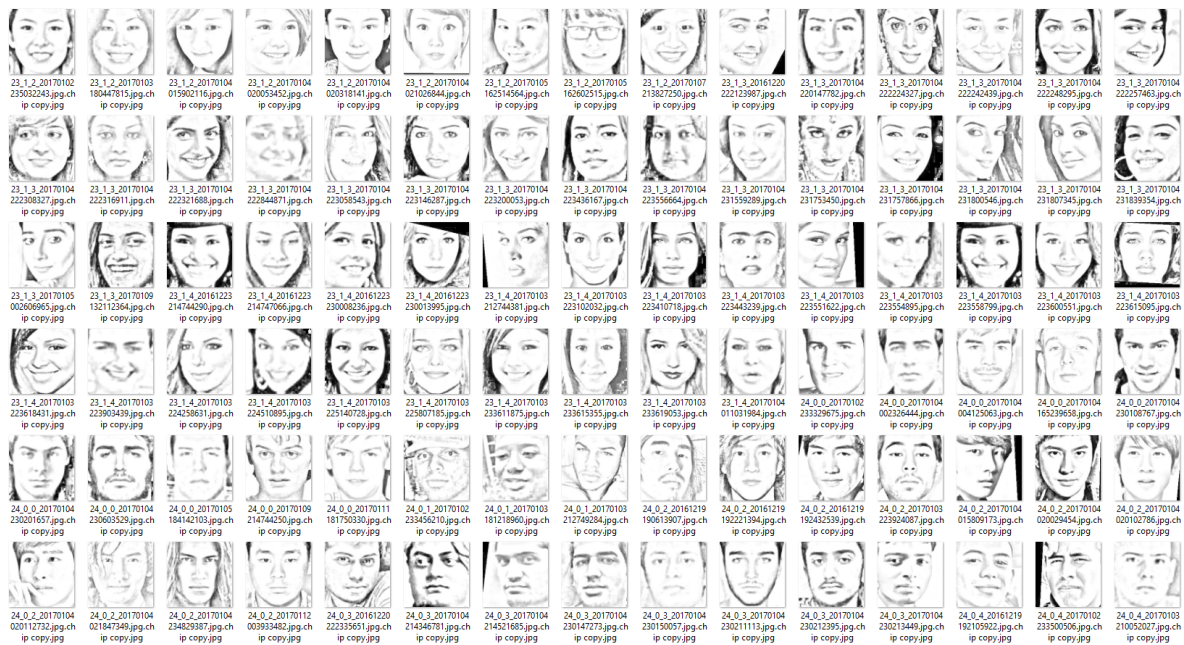 23_1_2_20170102
235032243.jpg.ch
ip copy.jpg
23_1_2_20170103
180447815.jpg.ch
ip copy.jpg
23_1_2_20170104
015902116.jpg.ch
ip copy.jpg
23_1_2_20170104
020053452.jpg.ch
ip copy.jpg
23_1_2_20170104
020318141.jpg.ch
ip copy.jpg
23_1_2_20170104
021026844.jpg.ch
ip copy.jpg
23_1_2_20170105
162514564.jpg.ch
ip copy.jpg
23_1_2_20170105
162602515.jpg.ch
ip copy.jpg
23_1_2_20170107
213827250.jpg.ch
ip copy.jpg
23_1_3_20161220
222123987.jpg.ch
ip copy.jpg
23_1_3_20170104
220147782.jpg.ch
ip copy.jpg
23_1_3_20170104
222224327.jpg.ch
ip copy.jpg
23_1_3_20170104
222242439.jpg.ch
ip copy.jpg
23_1_3_20170104
222248295.jpg.ch
ip copy.jpg
23_1_3_20170104
222257463.jpg.ch
ip copy.jpg
23_1_3_20170104
222308327.jpg.ch
ip copy.jpg
23_1_3_20170104
222316911.jpg.ch
ip copy.jpg
23_1_3_20170104
222321688.jpg.ch
ip copy.jpg
23_1_3_20170104
222844871.jpg.ch
ip copy.jpg
23_1_3_20170104
223058543.jpg.ch
ip copy.jpg
23_1_3_20170104
223146287.jpg.ch
ip copy.jpg
23_1_3_20170104
223200053.jpg.ch
ip copy.jpg
23_1_3_20170104
223436167.jpg.ch
ip copy.jpg
23_1_3_20170104
223556664.jpg.ch
ip copy.jpg
23_1_3_20170104
231559289.jpg.ch
ip copy.jpg
23_1_3_20170104
231753450.jpg.ch
ip copy.jpg
23_1_3_20170104
231757866.jpg.ch
ip copy.jpg
23_1_3_20170104
231800546.jpg.ch
ip copy.jpg
23_1_3_20170104
231807345.jpg.ch
ip copy.jpg
23_1_3_20170104
231839354.jpg.ch
ip copy.jpg
23_1_3_20170105
002606965.jpg.ch
ip copy.jpg
23_1_3_20170109
132112364.jpg.ch
ip copy.jpg
23_1_4_20161223
214744290.jpg.ch
ip copy.jpg
23_1_4_20161223
214747066.jpg.ch
ip copy.jpg
23_1_4_20161223
230008236.jpg.ch
ip copy.jpg
23_1_4_20161223
230013995.jpg.ch
ip copy.jpg
23_1_4_20170103
212744381.jpg.ch
ip copy.jpg
23_1_4_20170103
223102032.jpg.ch
ip copy.jpg
23_1_4_20170103
223410718.jpg.ch
ip copy.jpg
23_1_4_20170103
223443239.jpg.ch
ip copy.jpg
23_1_4_20170103
223551622.jpg.ch
ip copy.jpg
23_1_4_20170103
223554895.jpg.ch
ip copy.jpg
23_1_4_20170103
223558799.jpg.ch
ip copy.jpg
23_1_4_20170103
223600551.jpg.ch
ip copy.jpg
23_1_4_20170103
223615095.jpg.ch
ip copy.jpg
23_1_4_20170103
223618431.jpg.ch
ip copy.jpg
23_1_4_20170103
223903439.jpg.ch
ip copy.jpg
23_1_4_20170103
224258631.jpg.ch
ip copy.jpg
23_1_4_20170103
224510895.jpg.ch
ip copy.jpg
23_1_4_20170103
225140728.jpg.ch
ip copy.jpg
23_1_4_20170103
225807185.jpg.ch
ip copy.jpg
23_1_4_20170103
233611875.jpg.ch
ip copy.jpg
23_1_4_20170103
233615355.jpg.ch
ip copy.jpg
23_1_4_20170103
233619053.jpg.ch
ip copy.jpg
23_1_4_20170104
011031984.jpg.ch
ip copy.jpg
24_0_0_20170102
233329675.jpg.ch
ip copy.jpg
24_0_0_20170104
002326444.jpg.ch
ip copy.jpg
24_0_0_20170104
004125063.jpg.ch
ip copy.jpg
24_0_0_20170104
165239658.jpg.ch
ip copy.jpg
24_0_0_20170104
230108767.jpg.ch
ip copy.jpg
24_0_0_20170104
230201657.jpg.ch
ip copy.jpg
24_0_0_20170104
230603529.jpg.ch
ip copy.jpg
24_0_0_20170105
184142103.jpg.ch
ip copy.jpg
24_0_0_20170109
214744250.jpg.ch
ip copy.jpg
24_0_0_20170111
181750330.jpg.ch
ip copy.jpg
24_0_1_20170102
233456210.jpg.ch
ip copy.jpg
24_0_1_20170103
181218960.jpg.ch
ip copy.jpg
24_0_1_20170103
212749284.jpg.ch
ip copy.jpg
24_0_2_20161219
190613907.jpg.ch
ip copy.jpg
24_0_2_20161219
192221394.jpg.ch
ip copy.jpg
24_0_2_20161219
192432539.jpg.ch
ip copy.jpg
24_0_2_20170103
223924087.jpg.ch
ip copy.jpg
24_0_2_20170104
015809173.jpg.ch
ip copy.jpg
24_0_2_20170104
020029454.jpg.ch
ip copy.jpg
24_0_2_20170104
020102786.jpg.ch
ip copy.jpg
24_0_2_20170104
020112732.jpg.ch
ip copy.jpg
24_0_2_20170104
021847349.jpg.ch
ip copy.jpg
24_0_2_20170104
234829387.jpg.ch
ip copy.jpg
24_0_2_20170112
003933482.jpg.ch
ip copy.jpg
24_0_3_20161220
222335651.jpg.ch
ip copy.jpg
24_0_3_20170104
214346781.jpg.ch
ip copy.jpg
24_0_3_20170104
214521685.jpg.ch
ip copy.jpg
24_0_3_20170104
230147273.jpg.ch
ip copy.jpg
24_0_3_20170104
230150057.jpg.ch
ip copy.jpg
24_0_3_20170104
230211113.jpg.ch
ip copy.jpg
24_0_3_20170104
230212395.jpg.ch
ip copy.jpg
24_0_3_20170104
230213449.jpg.ch
ip copy.jpg
24_0_4_20161219
192105922.jpg.ch
ip copy.jpg
24_0_4_20170102
233500506.jpg.ch
ip copy.jpg
24_0_4_20170103
210052027.jpg.ch
ip copy.jpg